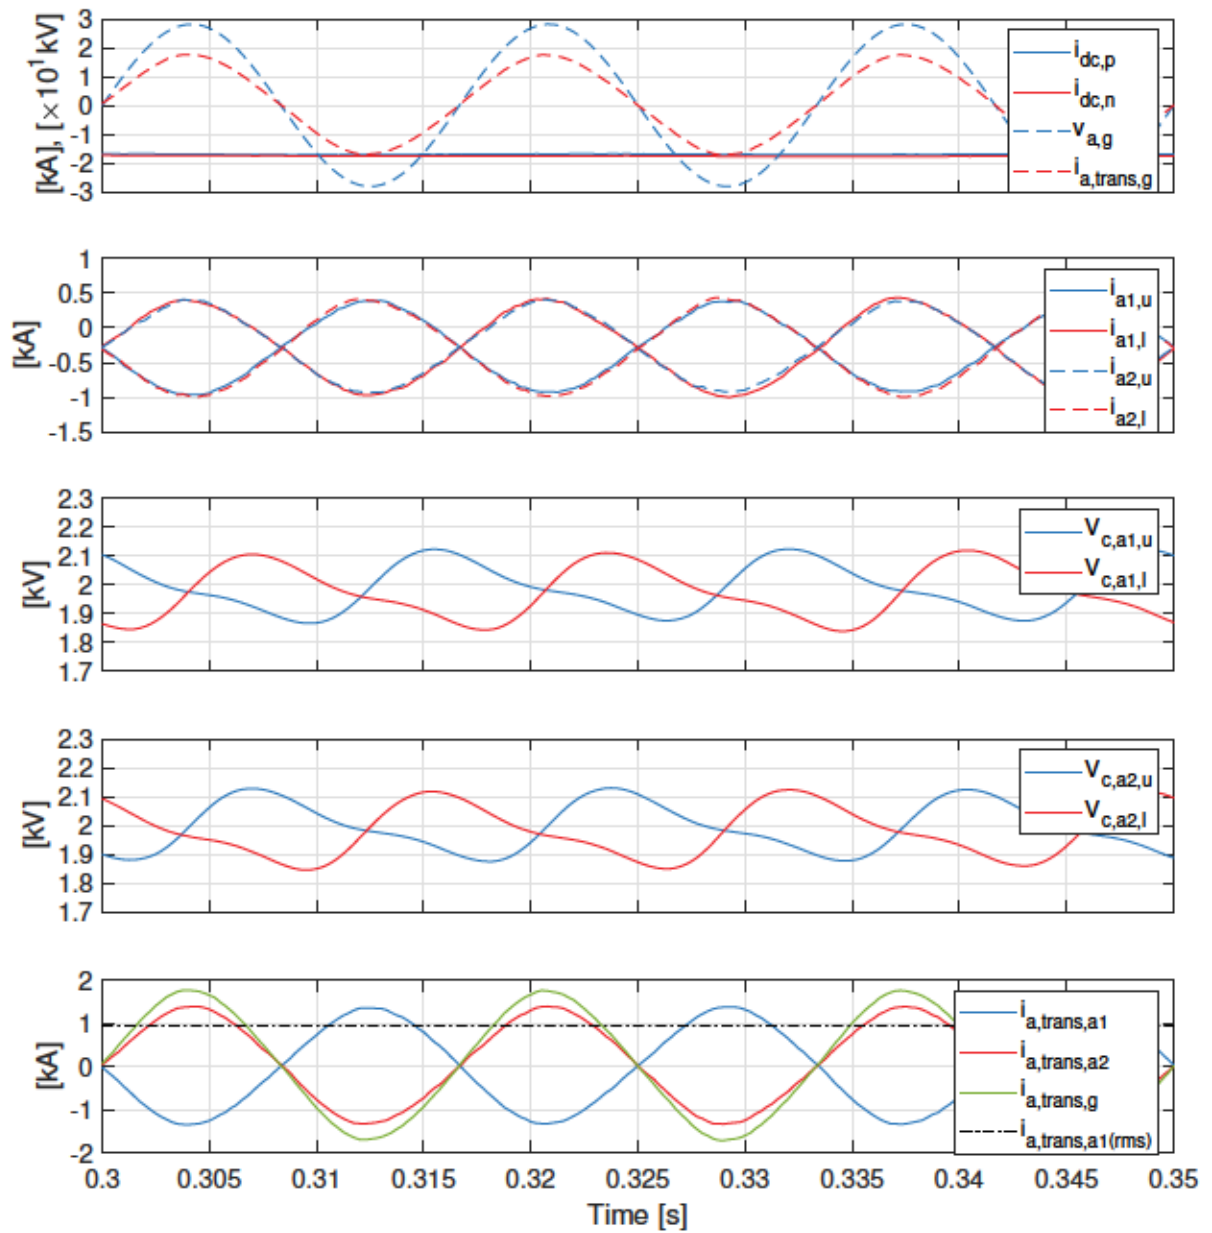 3
2
1
0
-1
-2
-3
[kA], [×10¹ kV]
i_dc,p
i_dc,n
v_a,g
i_a,trans,g
1
0.5
0
-0.5
-1
-1.5
[kA]
i_a1,u
i_a1,l
i_a2,u
i_a2,l
2.3
2.2
2.1
2
1.9
1.8
1.7
[kV]
V_c,a1,u
V_c,a1,l
2.3
2.2
2.1
2
1.9
1.8
1.7
[kV]
V_c,a2,u
V_c,a2,l
2
1
0
-1
-2
[kA]
i_a,trans,a1
i_a,trans,a2
i_a,trans,g
i_a,trans,a1(rms)
0.3 0.305 0.31 0.315 0.32 0.325 0.33 0.335 0.34 0.345 0.35
Time [s]